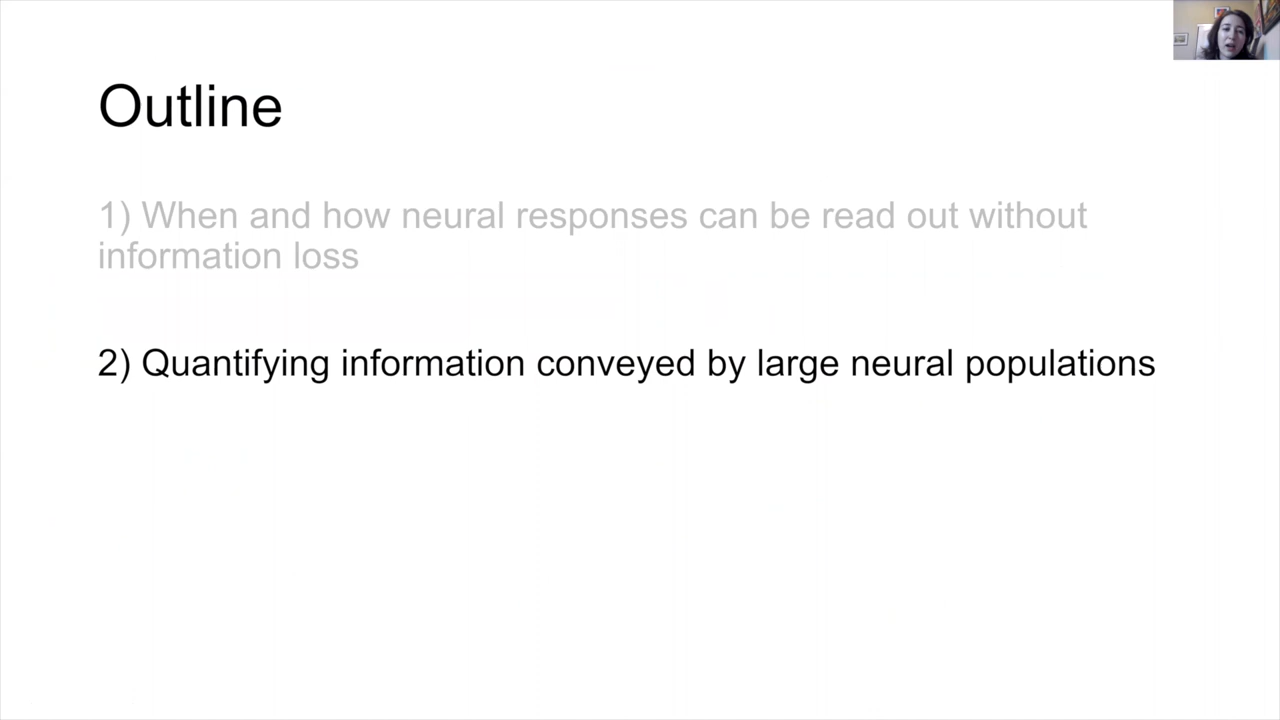 Outline
1) When and how neural responses can be read out without
information loss
2) Quantifying information conveyed by large neural populations